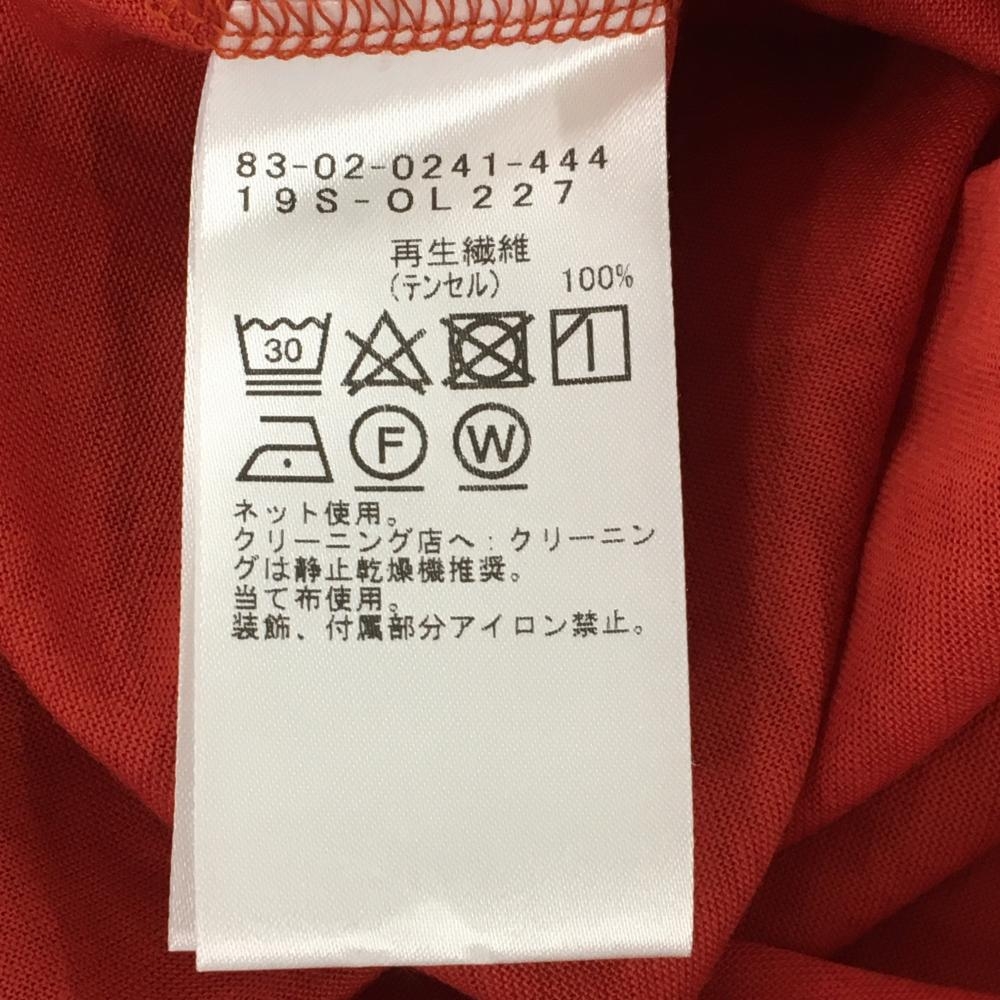 83-02-0241-444
19S-OL227
再生繊維
(テンセル) 100%
30
F W
ネット使用。
クリーニング店へ:クリーニン
グは静止乾燥機推奨。
当て布使用。
装飾、付属部分アイロン禁止。